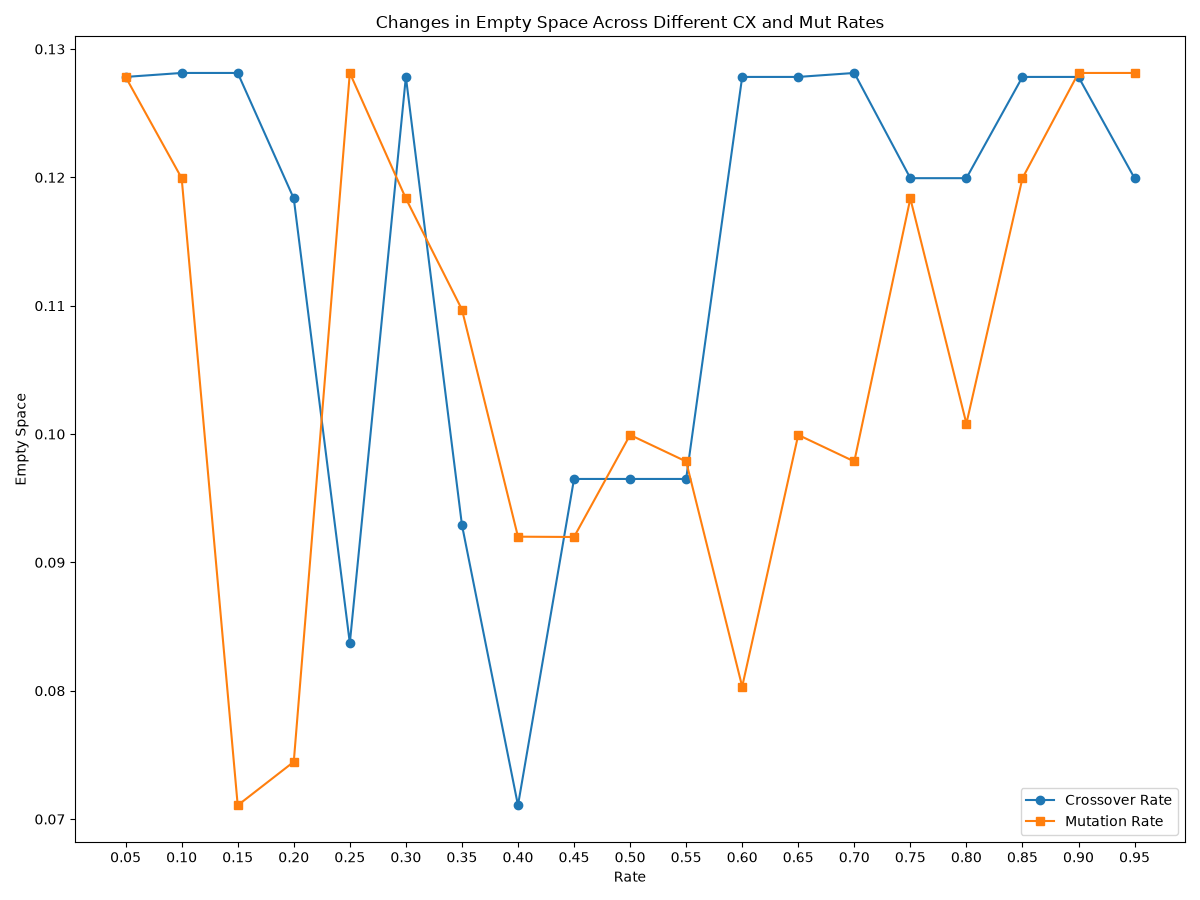 Changes in Empty Space Across Different CX and Mut Rates
0.13
0.12
0.11
0.10
0.09
0.08
0.07
Empty Space
0.05 0.10 0.15 0.20 0.25 0.30 0.35 0.40 0.45 0.50 0.55 0.60 0.65 0.70 0.75 0.80 0.85 0.90 0.95
Rate
Crossover Rate
Mutation Rate